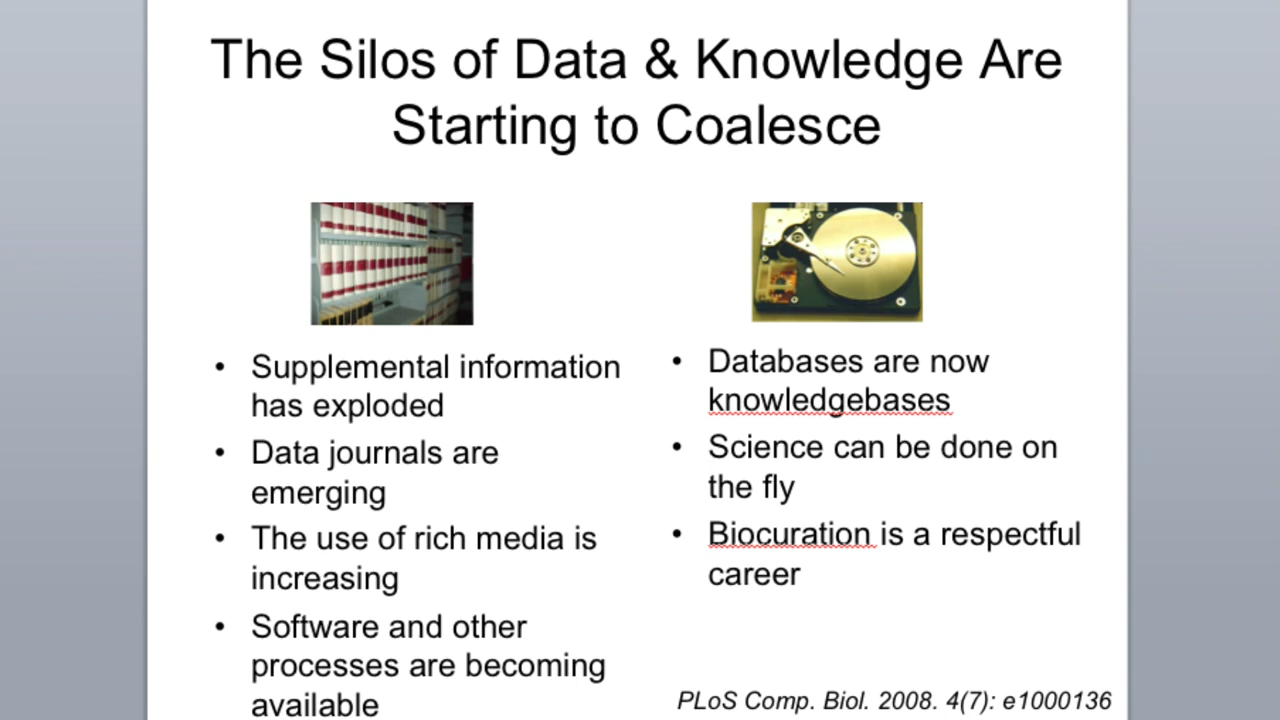 The Silos of Data & Knowledge Are
Starting to Coalesce
• Supplemental information
has exploded
• Data journals are
emerging
• The use of rich media is
increasing
• Software and other
processes are becoming
available
• Databases are now
knowledgebases
• Science can be done on
the fly
• Biocuration is a respectful
career
PLoS Comp. Biol. 2008. 4(7): e1000136